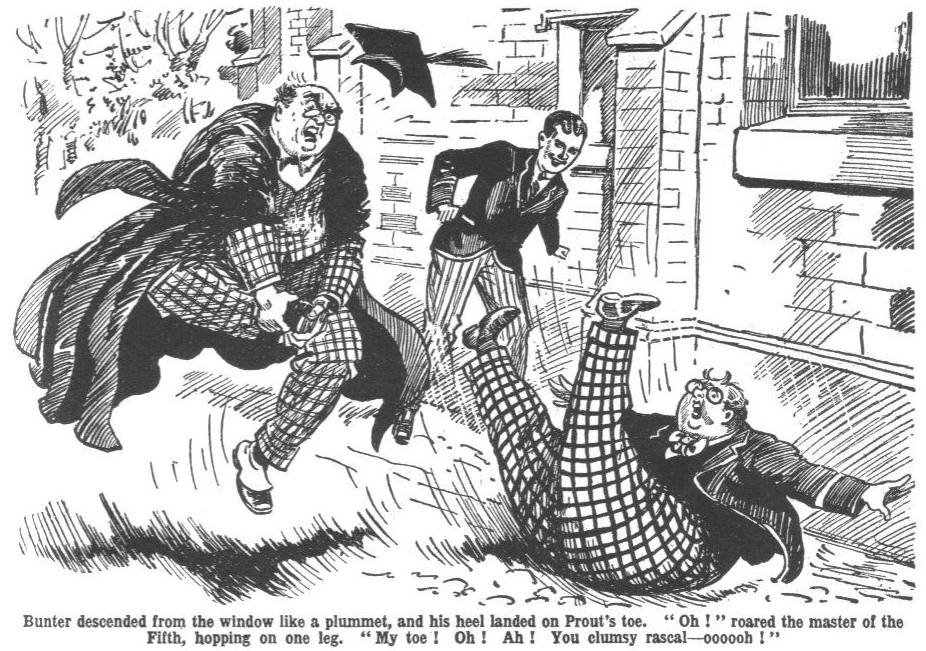 Bunter descended from the window like a plummet, and his heel landed on Prout's toe. "Oh!" roared the master of the
Fifth, hopping on one leg. "My toe! Oh! Ah! You clumsy rascal—oooooh!"